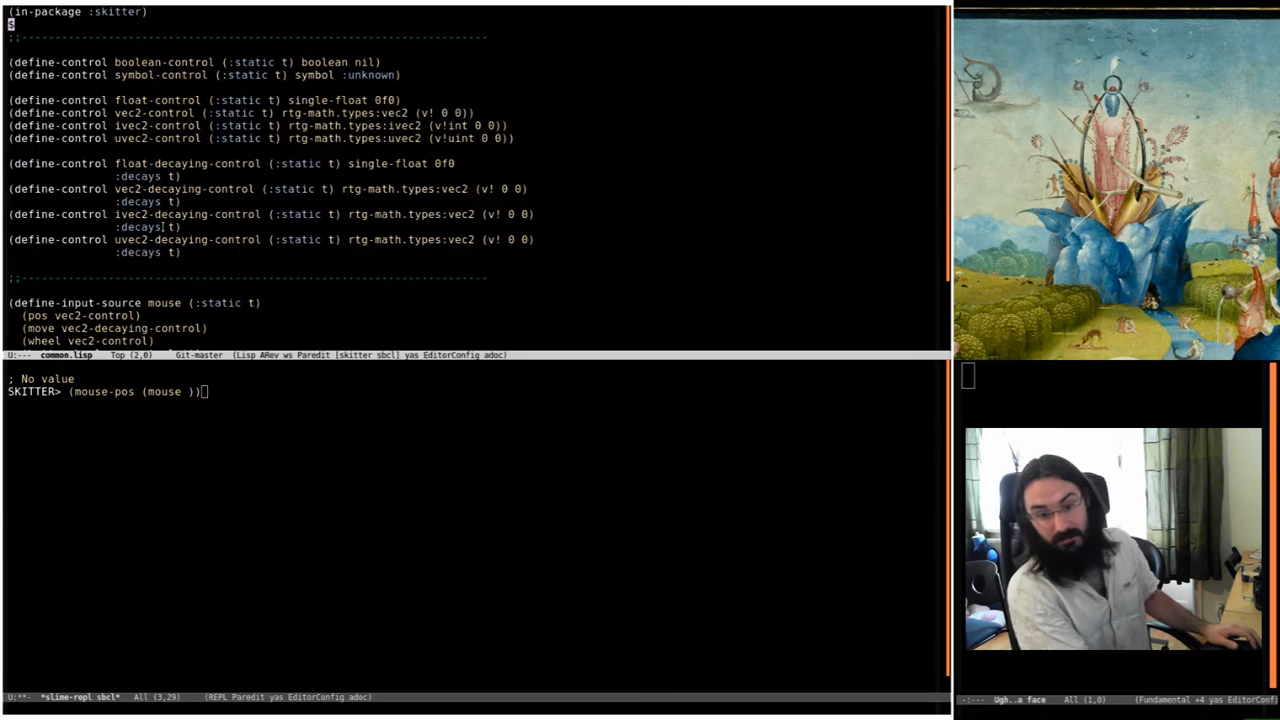 (in-package :skitter)
;;----------------------------------------------------------------------
(define-control boolean-control (:static t) boolean nil)
(define-control symbol-control (:static t) symbol :unknown)
(define-control float-control (:static t) single-float 0f0)
(define-control vec2-control (:static t) rtg-math.types:vec2 (v! 0 0))
(define-control ivec2-control (:static t) rtg-math.types:ivec2 (v!int 0 0))
(define-control uvec2-control (:static t) rtg-math.types:uvec2 (v!uint 0 0))
(define-control float-decaying-control (:static t) single-float 0f0
:decays t)
(define-control vec2-decaying-control (:static t) rtg-math.types:vec2 (v! 0 0)
:decays t)
(define-control ivec2-decaying-control (:static t) rtg-math.types:vec2 (v! 0 0)
:decays t)
(define-control uvec2-decaying-control (:static t) rtg-math.types:vec2 (v! 0 0)
:decays t)
;;----------------------------------------------------------------------
(define-input-source mouse (:static t)
(pos vec2-control)
(move vec2-decaying-control)
(wheel vec2-control)
U:--- common.lisp Top (2,0) Git-master (Lisp ARev ws Paredit [skitter sbcl] yas EditorConfig adoc)
; No value
SKITTER> (mouse-pos (mouse ))
U:**- *slime-repl sbcl* All (3,29) (REPL Paredit yas EditorConfig adoc)
-:--- Ugh..a face All (1,0) (Fundamental +4 yas EditorConf